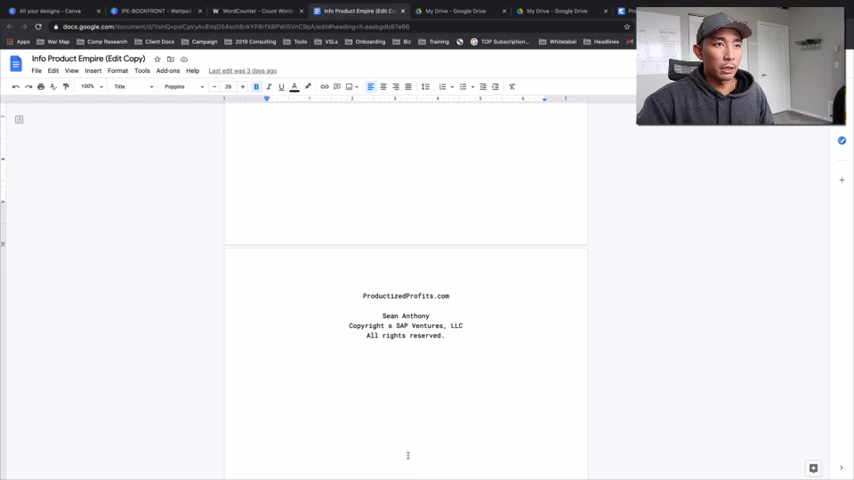 All your designs - Canva
IPE-BOOKFRONT - Wattpad
WordCounter - Count Words
Info Product Empire (Edit Co
My Drive - Google Drive
My Drive - Google Drive
Apps
War Map
Comp Research
Client Docs
Campaign
2019 Consulting
Tools
VSLs
Onboarding
Biz
Training
TOP Subscription...
Whitelabel
Headlines
Info Product Empire (Edit Copy)
File Edit View Insert Format Tools Add-ons Help Last edit was 3 days ago
100% Title Poppins - 26 + B I U A
ProductizedProfits.com
Sean Anthony
Copyright © SAP Ventures, LLC
All rights reserved.